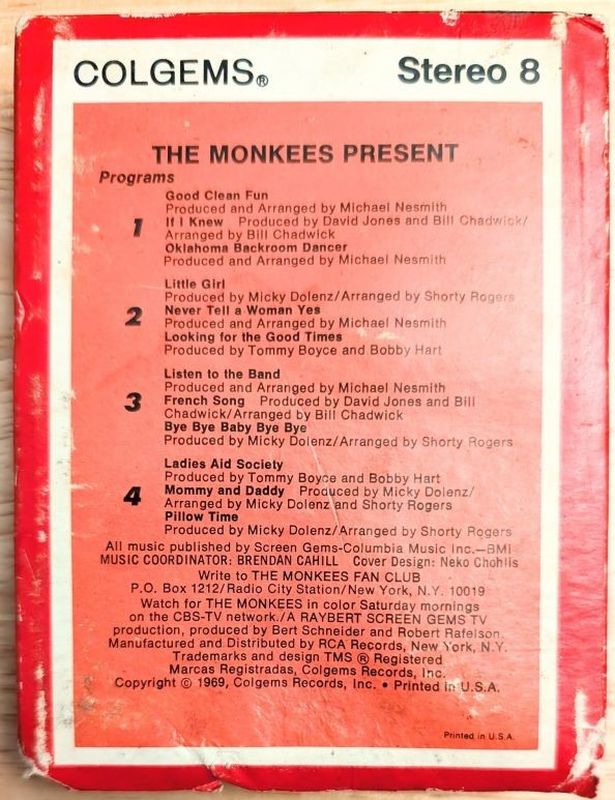 COLGEMS® Stereo 8
THE MONKEES PRESENT
Programs
Good Clean Fun
Produced and Arranged by Michael Nesmith
1 If I Knew Produced by David Jones and Bill Chadwick/
Arranged by Bill Chadwick
Oklahoma Backroom Dancer
Produced and Arranged by Michael Nesmith
Little Girl
Produced by Micky Dolenz/Arranged by Shorty Rogers
2 Never Tell a Woman Yes
Produced and Arranged by Michael Nesmith
Looking for the Good Times
Produced by Tommy Boyce and Bobby Hart
Listen to the Band
Produced and Arranged by Michael Nesmith
3 French Song Produced by David Jones and Bill
Chadwick/Arranged by Bill Chadwick
Bye Bye Baby Bye Bye
Produced by Micky Dolenz/Arranged by Shorty Rogers
Ladies Aid Society
Produced by Tommy Boyce and Bobby Hart
4 Mommy and Daddy Produced by Micky Dolenz/
Arranged by Micky Dolenz and Shorty Rogers
Pillow Time
Produced by Micky Dolenz/Arranged by Shorty Rogers
All music published by Screen Gems-Columbia Music Inc.—BMI
MUSIC COORDINATOR: BRENDAN CAHILL Cover Design: Neko Chohlis
Write to THE MONKEES FAN CLUB
P.O. Box 1212/Radio City Station/New York, N.Y. 10019
Watch for THE MONKEES in color Saturday mornings
on the CBS-TV network./A RAYBERT SCREEN GEMS TV
production, produced by Bert Schneider and Robert Rafelson.
Manufactured and Distributed by RCA Records, New York, N.Y.
Trademarks and design TMS ® Registered
Marcas Registradas, Colgems Records, Inc.
Copyright © 1969, Colgems Records, Inc. • Printed in U.S.A.
Printed in U.S.A.